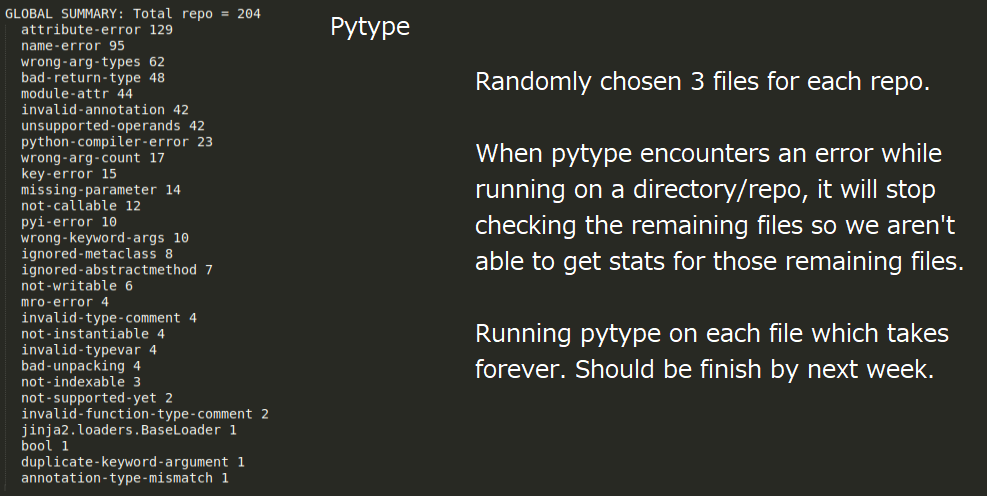 GLOBAL SUMMARY: Total repo = 204
attribute-error 129
name-error 95
wrong-arg-types 62
bad-return-type 48
module-attr 44
invalid-annotation 42
unsupported-operands 42
python-compiler-error 23
wrong-arg-count 17
key-error 15
missing-parameter 14
not-callable 12
pyi-error 10
wrong-keyword-args 10
ignored-metaclass 8
ignored-abstractmethod 7
not-writable 6
mro-error 4
invalid-type-comment 4
not-instantiable 4
invalid-typevar 4
bad-unpacking 4
not-indexable 3
not-supported-yet 2
invalid-function-type-comment 2
jinja2.loaders.BaseLoader 1
bool 1
duplicate-keyword-argument 1
annotation-type-mismatch 1
Pytype
Randomly chosen 3 files for each repo.
When pytype encounters an error while
running on a directory/repo, it will stop
checking the remaining files so we aren't
able to get stats for those remaining files.
Running pytype on each file which takes
forever. Should be finish by next week.